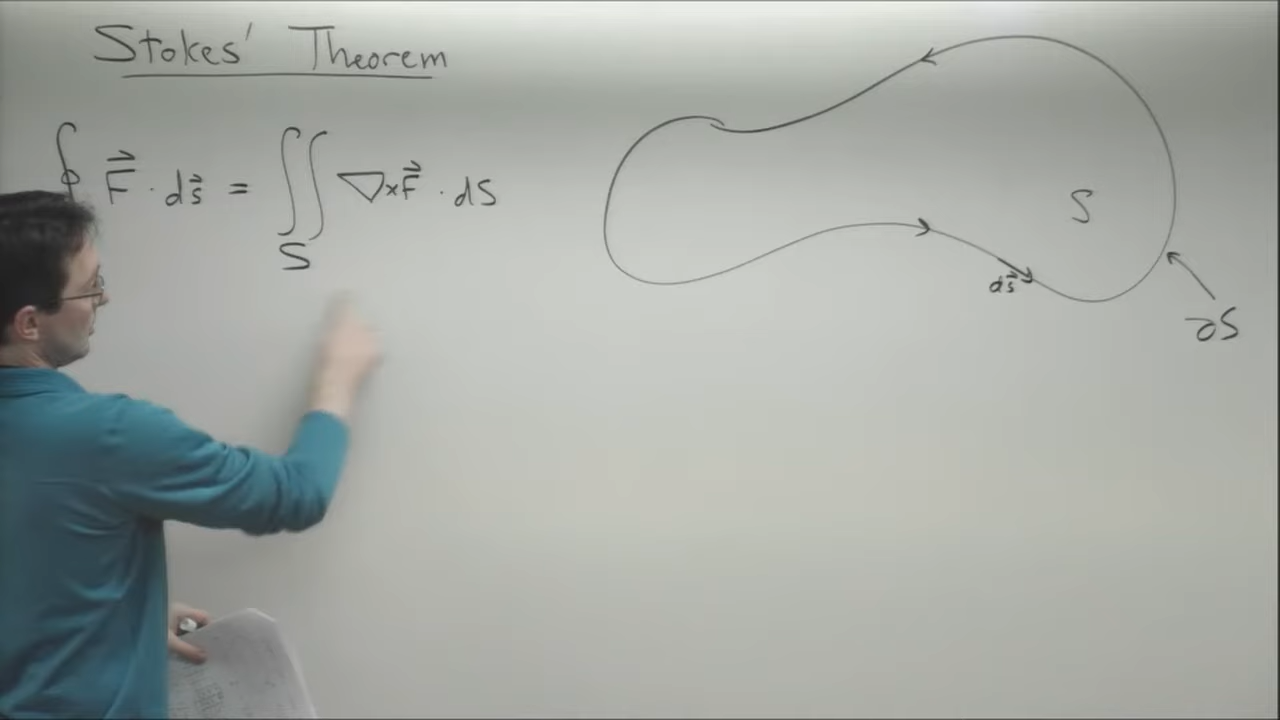 Stokes' Theorem
∮ F⃗ · ds⃗ = ∬ ∇×F⃗ · dS
S
S
ds⃗
∂S